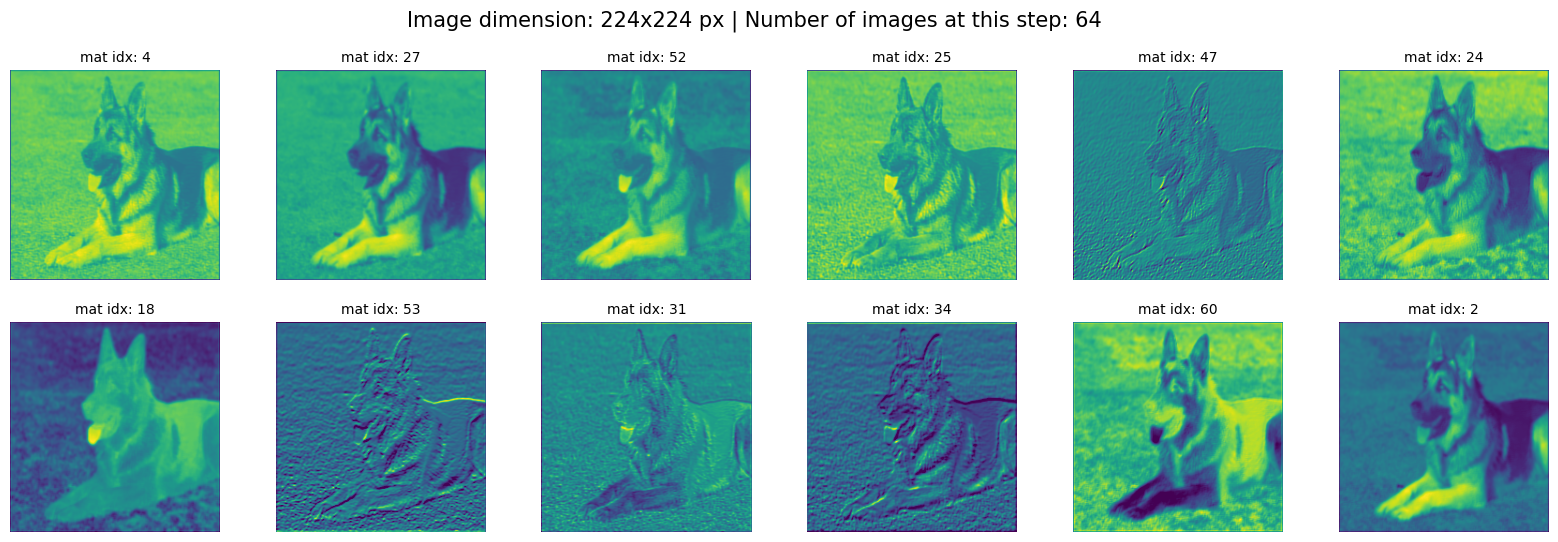 Image dimension: 224x224 px | Number of images at this step: 64
mat idx: 4
mat idx: 27
mat idx: 52
mat idx: 25
mat idx: 47
mat idx: 24
mat idx: 18
mat idx: 53
mat idx: 31
mat idx: 34
mat idx: 60
mat idx: 2